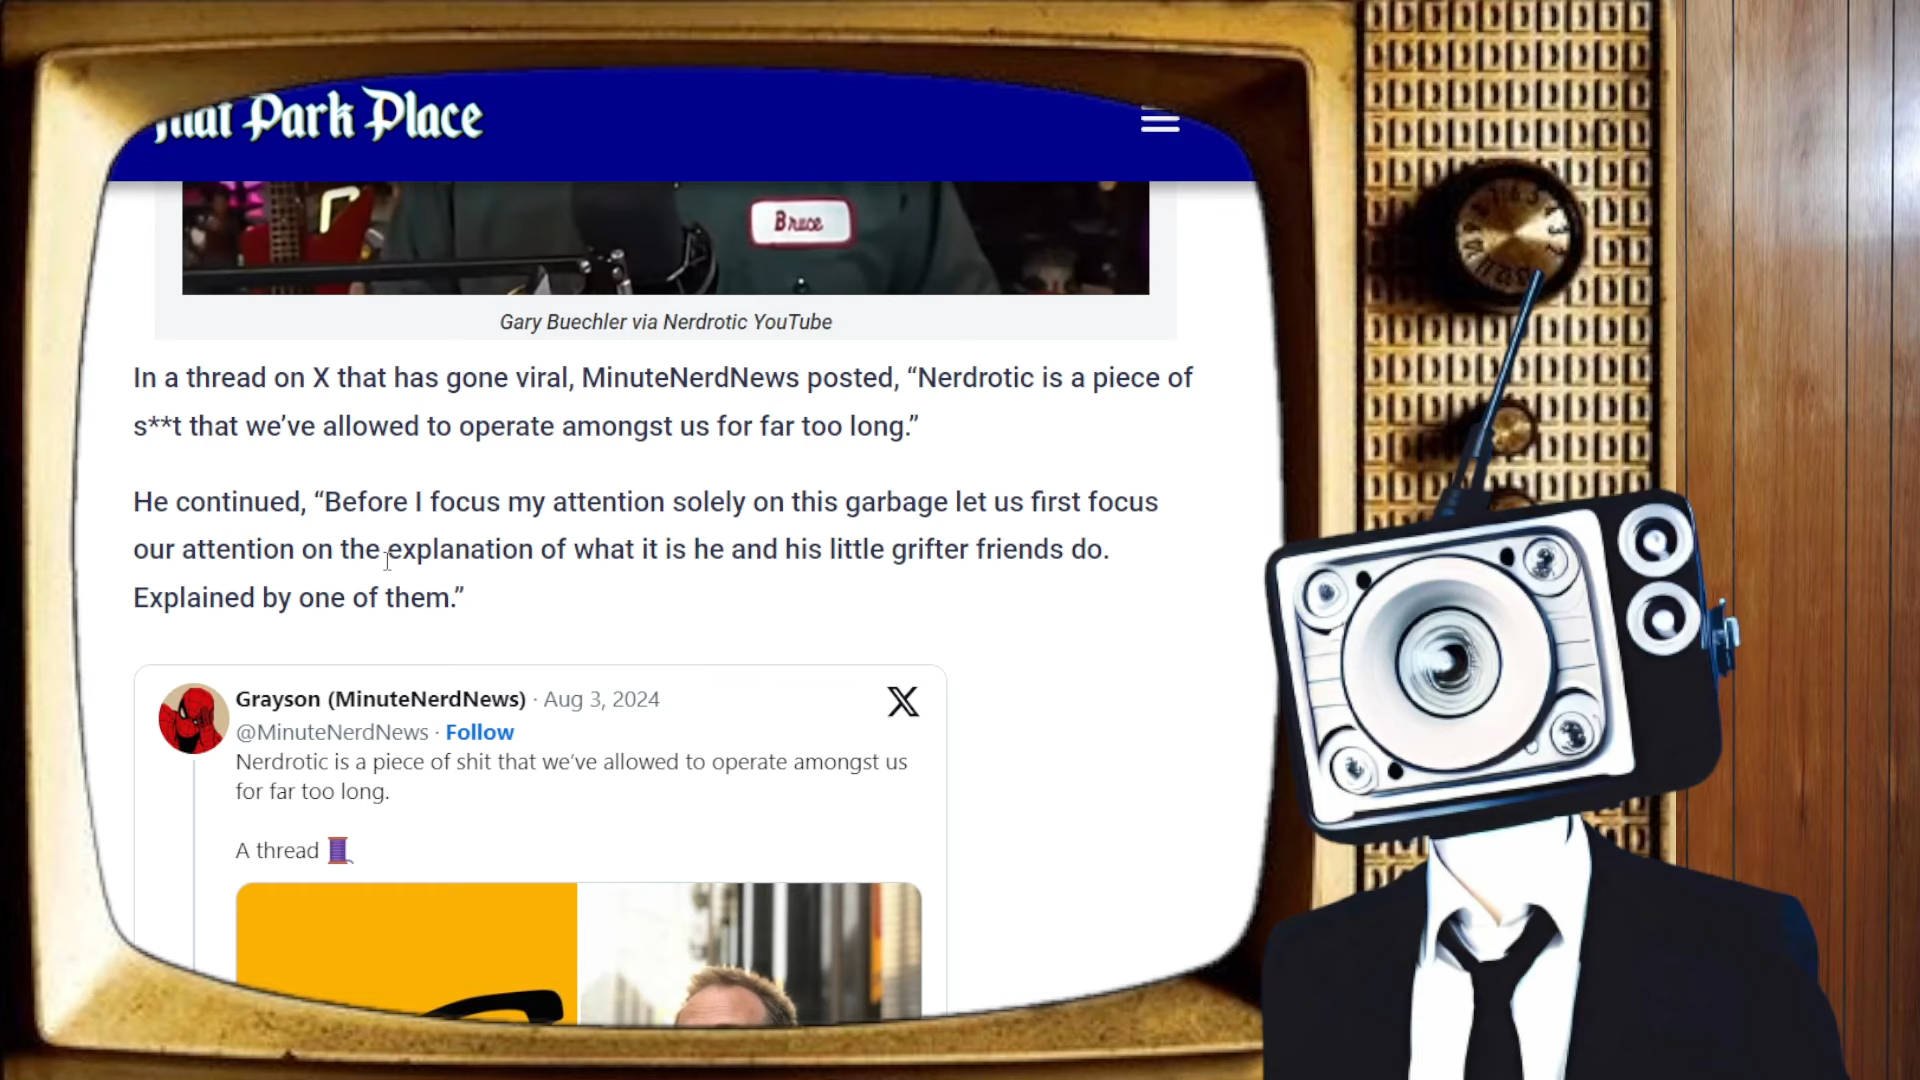 That Park Place
Bruce
Gary Buechler via Nerdrotic YouTube
In a thread on X that has gone viral, MinuteNerdNews posted, “Nerdrotic is a piece of
s**t that we’ve allowed to operate amongst us for far too long.”
He continued, “Before I focus my attention solely on this garbage let us first focus
our attention on the explanation of what it is he and his little grifter friends do.
Explained by one of them.”
Grayson (MinuteNerdNews) · Aug 3, 2024
@MinuteNerdNews · Follow
Nerdrotic is a piece of shit that we’ve allowed to operate amongst us
for far too long.
A thread 🧵